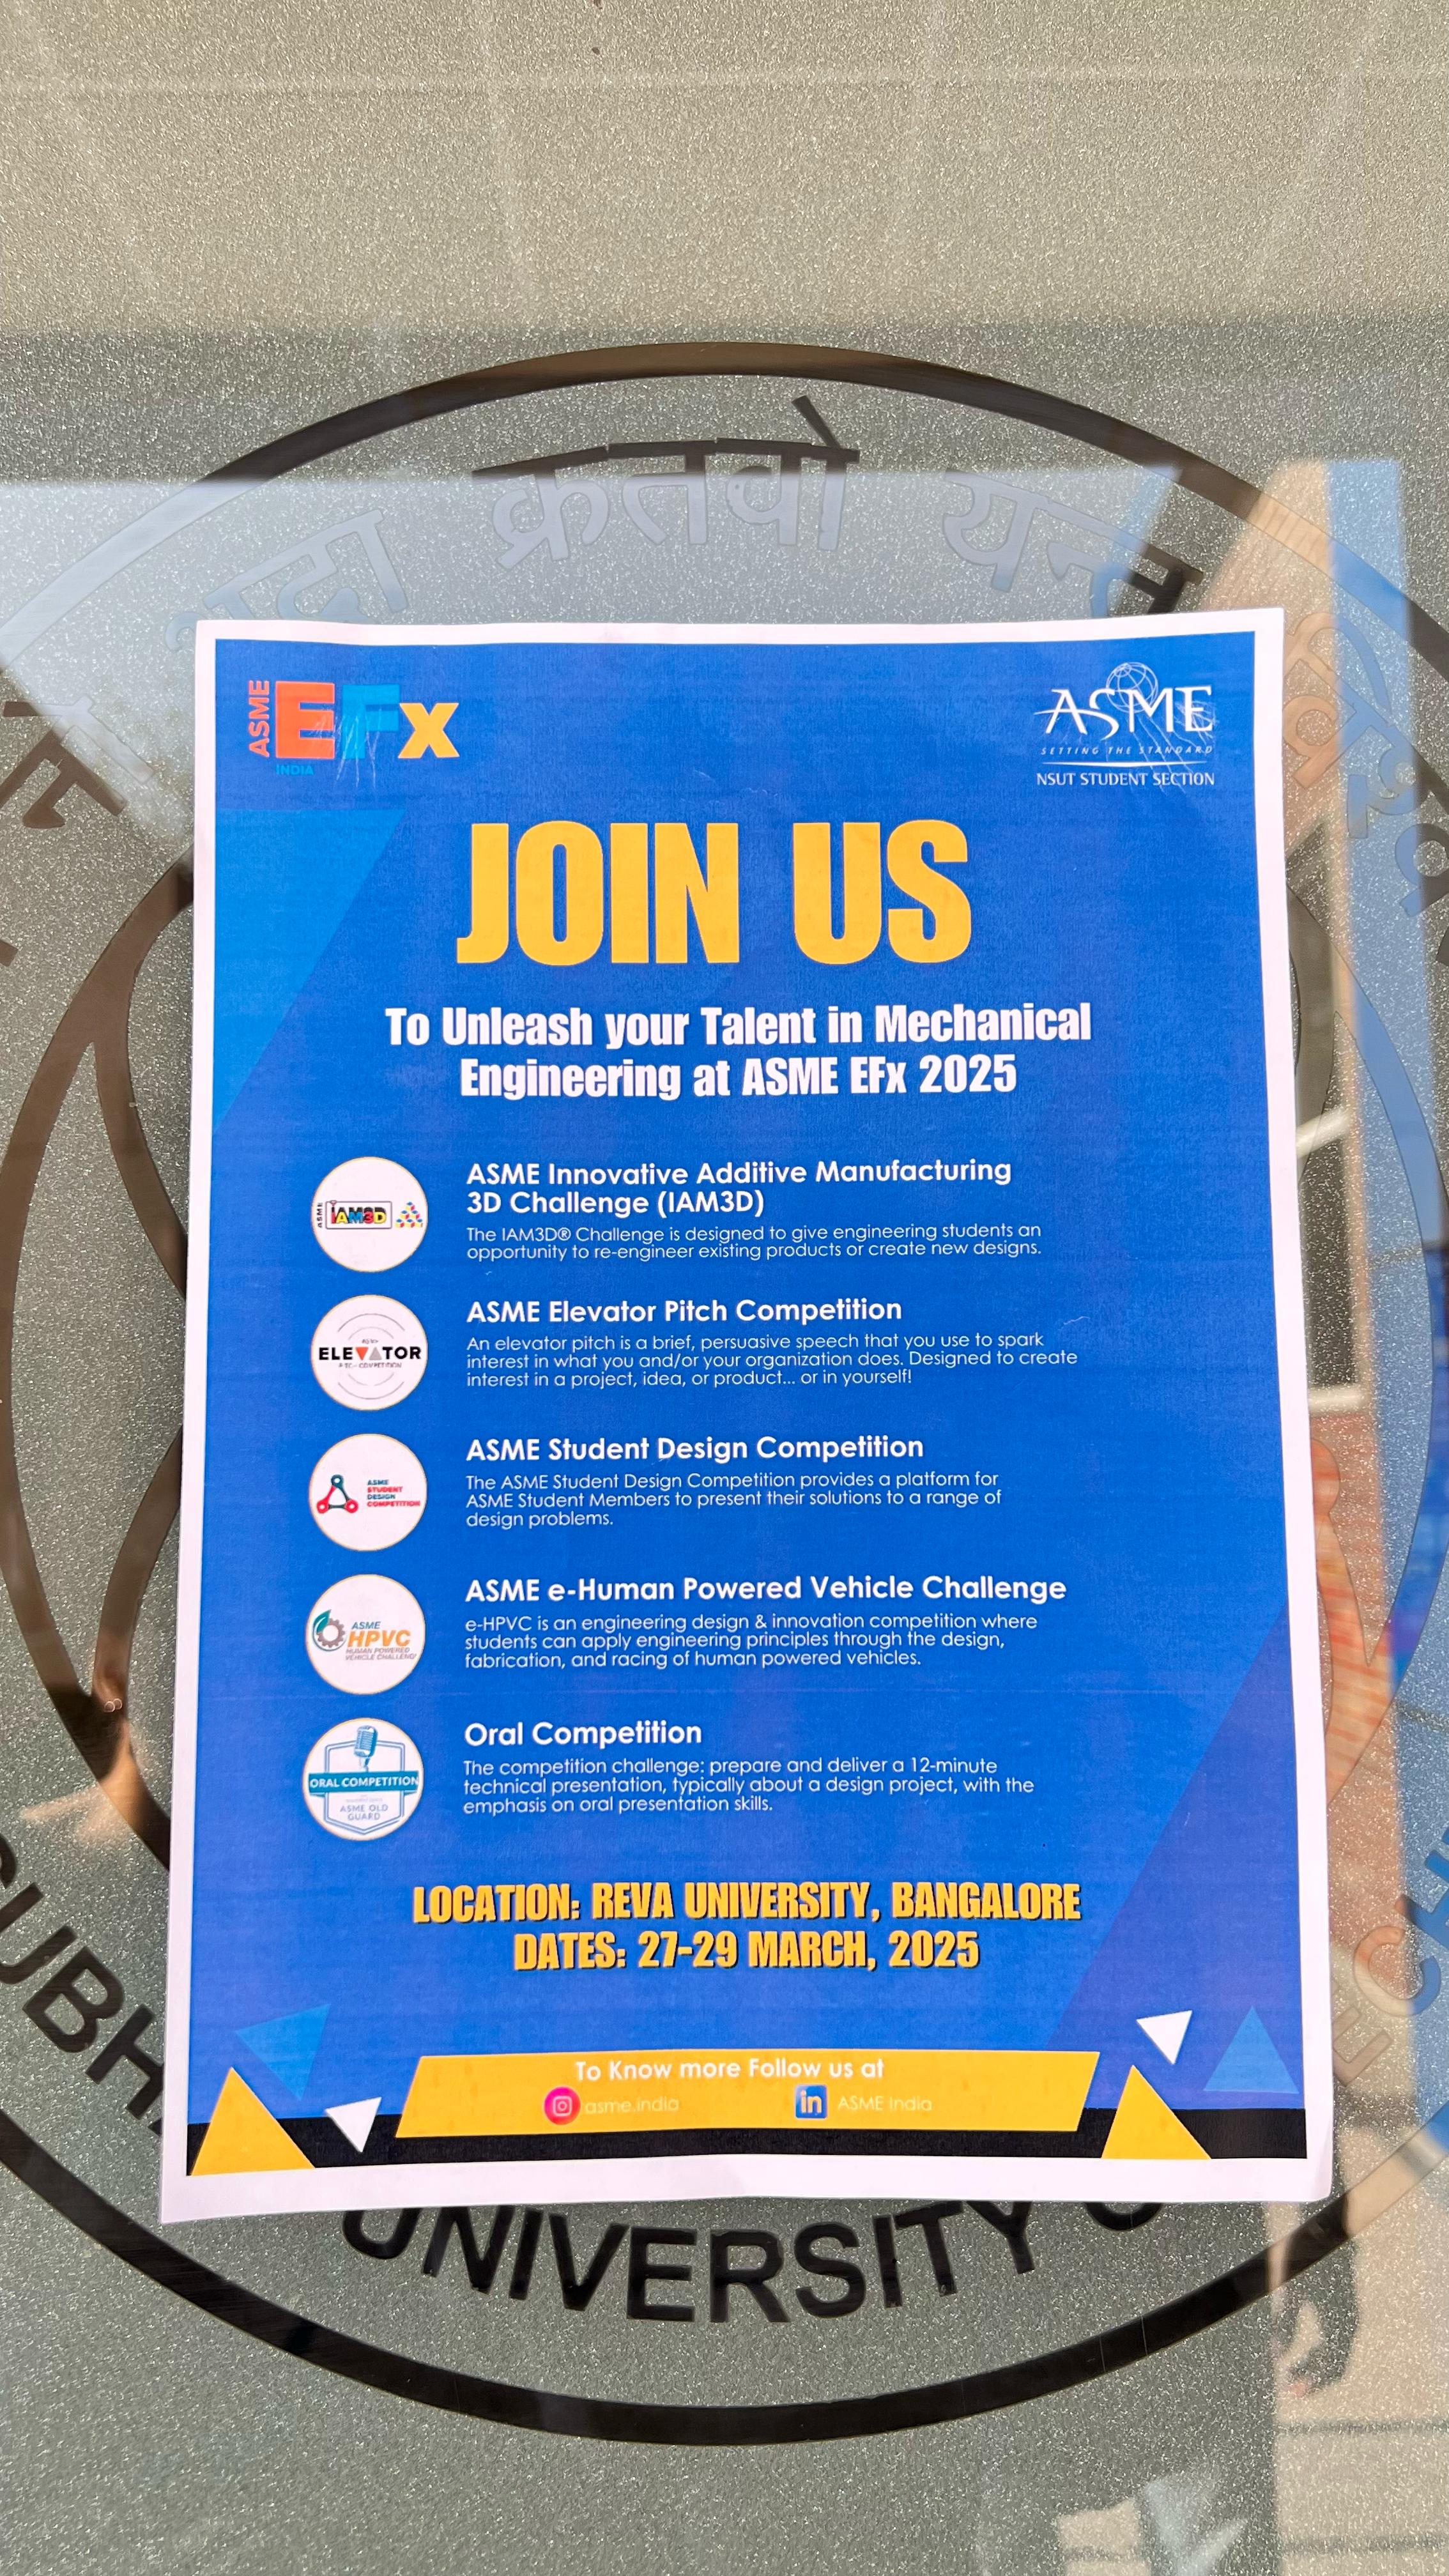 यदा क्रतवो यन्तु
ASME
EFx
INDIA
ASME
SETTING THE STANDARD
NSUT STUDENT SECTION
JOIN US
To Unleash your Talent in Mechanical
Engineering at ASME EFx 2025
ASME
IAM3D
ASME Innovative Additive Manufacturing
3D Challenge (IAM3D)
The IAM3D® Challenge is designed to give engineering students an
opportunity to re-engineer existing products or create new designs.
ELEVATOR
PITCH COMPETITION
ASME Elevator Pitch Competition
An elevator pitch is a brief, persuasive speech that you use to spark
interest in what you and/or your organization does. Designed to create
interest in a project, idea, or product... or in yourself!
ASME
STUDENT
DESIGN
COMPETITION
ASME Student Design Competition
The ASME Student Design Competition provides a platform for
ASME Student Members to present their solutions to a range of
design problems.
ASME
HPVC
HUMAN POWERED
VEHICLE CHALLENGE
ASME e-Human Powered Vehicle Challenge
e-HPVC is an engineering design & innovation competition where
students can apply engineering principles through the design,
fabrication, and racing of human powered vehicles.
ORAL COMPETITION
ASME OLD
GUARD
Oral Competition
The competition challenge: prepare and deliver a 12-minute
technical presentation, typically about a design project, with the
emphasis on oral presentation skills.
LOCATION: REVA UNIVERSITY, BANGALORE
DATES: 27-29 MARCH, 2025
To Know more Follow us at
asme.india
in ASME India
SUBH
UNIVERSITY